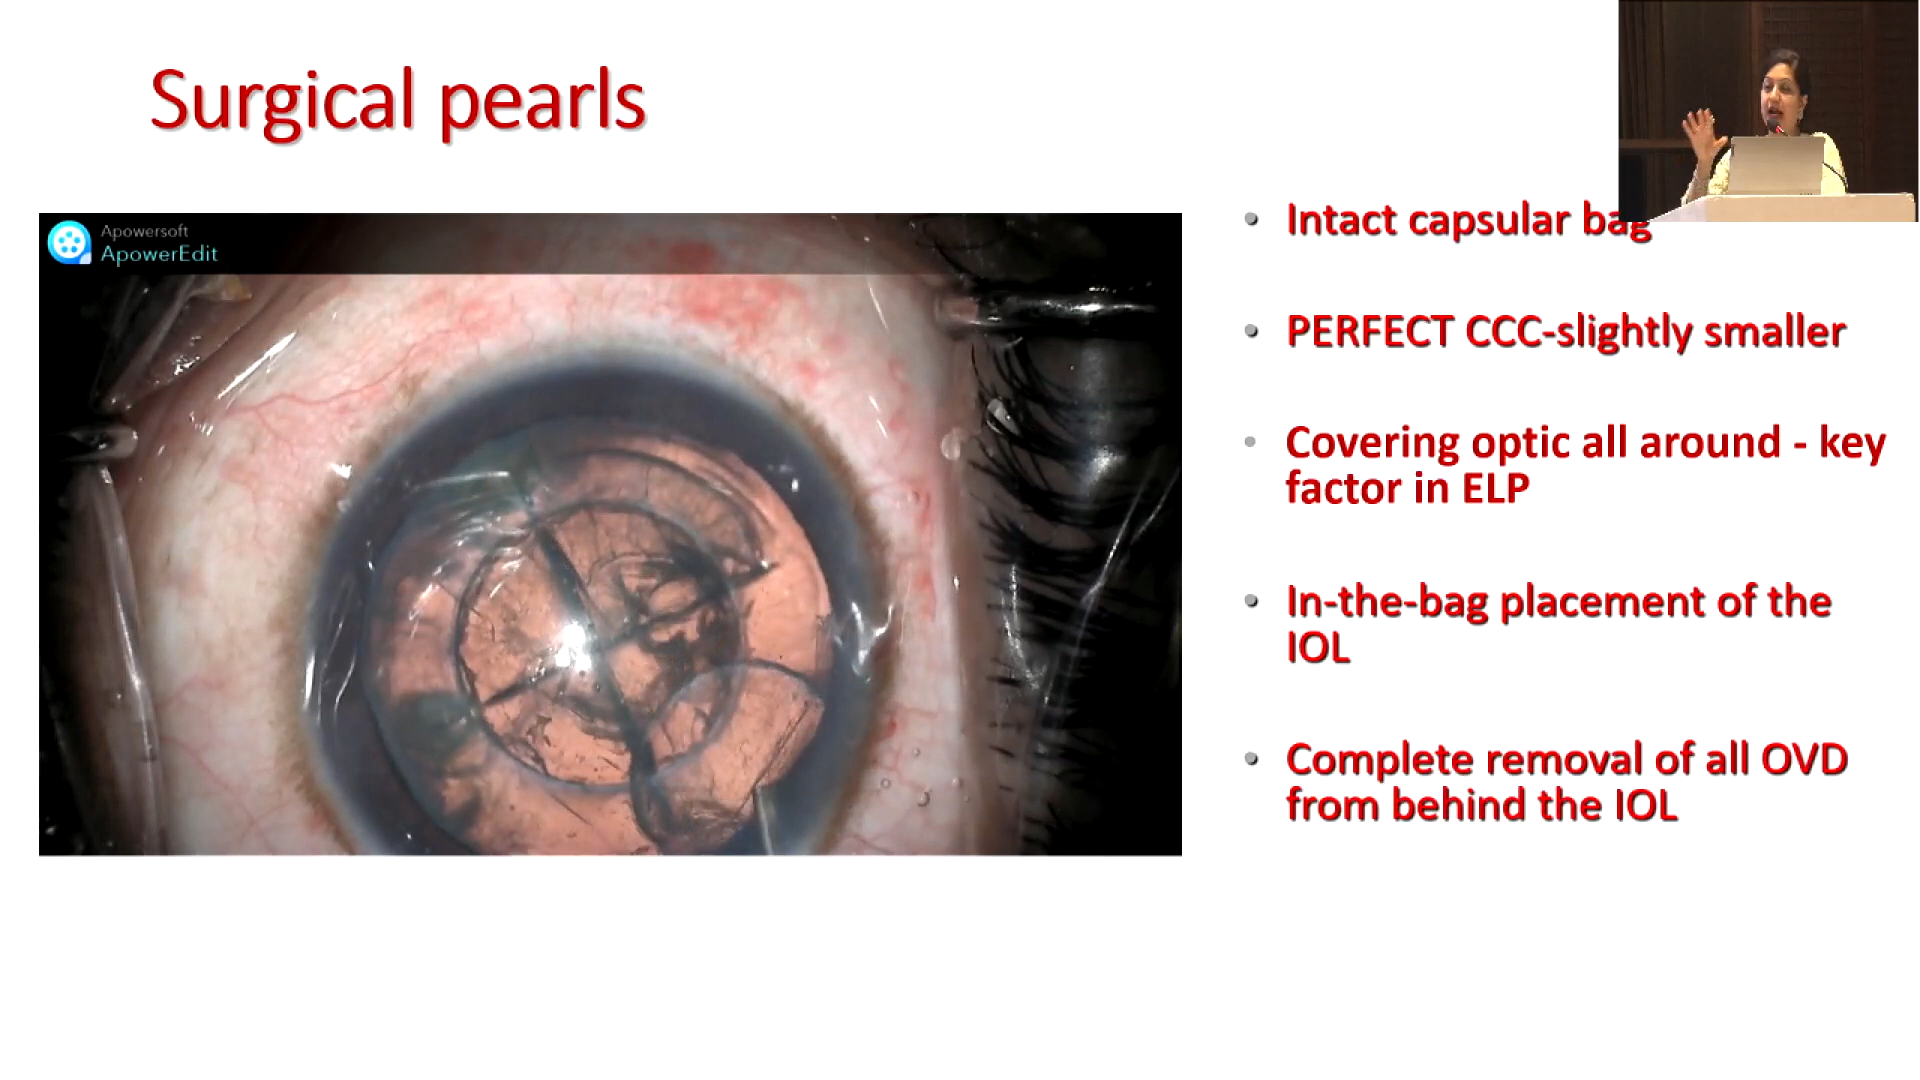 Surgical pearls
Apowersoft
ApowerEdit
• Intact capsular bag
• PERFECT CCC-slightly smaller
• Covering optic all around - key
factor in ELP
• In-the-bag placement of the
IOL
• Complete removal of all OVD
from behind the IOL